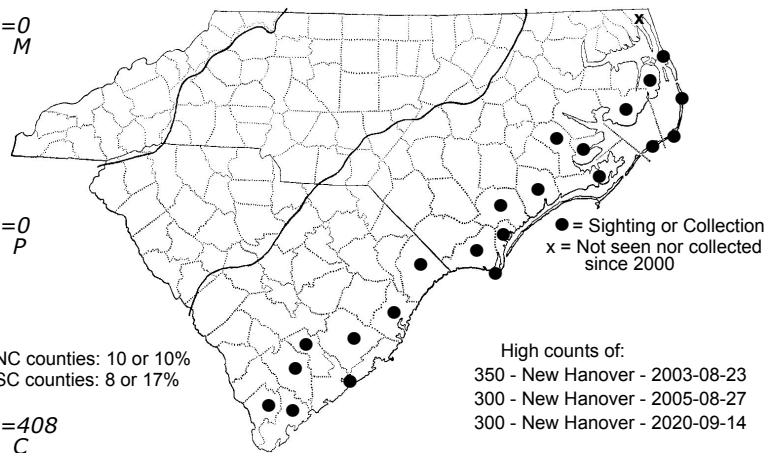 =0
M
x
=0
P
● = Sighting or Collection
x = Not seen nor collected
since 2000
NC counties: 10 or 10%
SC counties: 8 or 17%
High counts of:
350 - New Hanover - 2003-08-23
300 - New Hanover - 2005-08-27
300 - New Hanover - 2020-09-14
=408
C